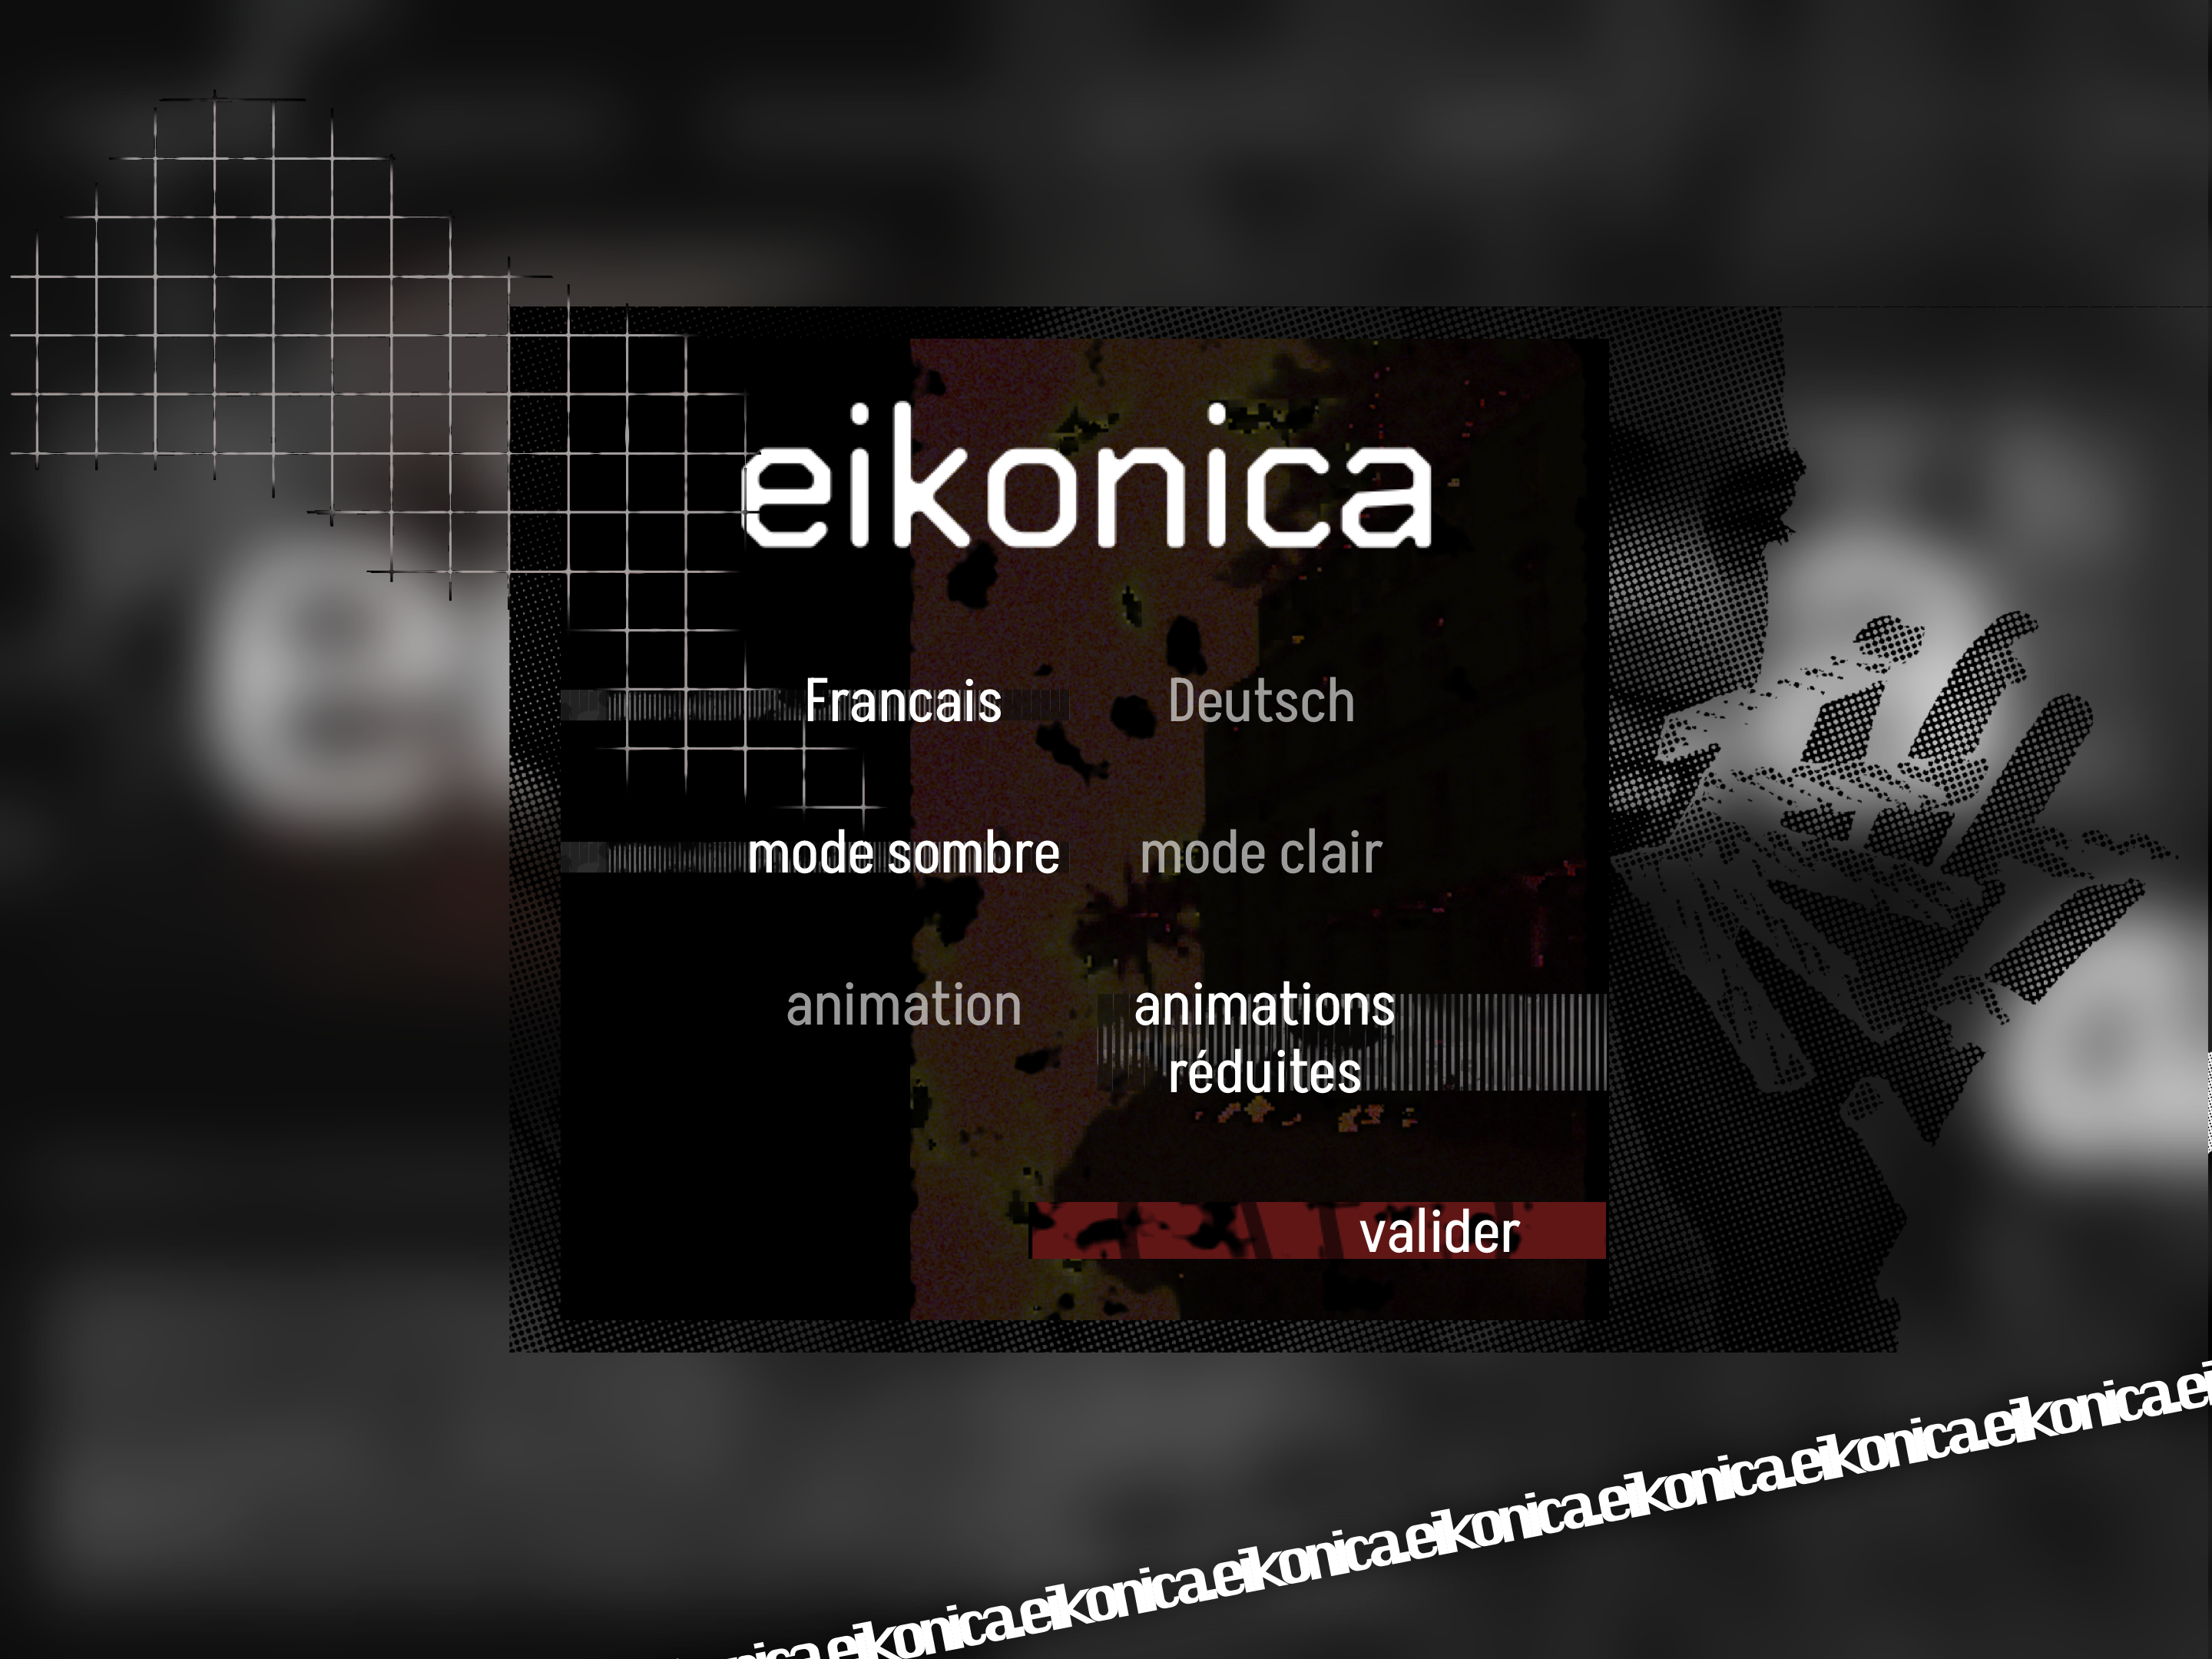 eikonica
Francais Deutsch
mode sombre mode clair
animation animations
réduites
valider
eikonica.eikonica.eikonica.eikonica.eikonica.eikonica.eikonica.